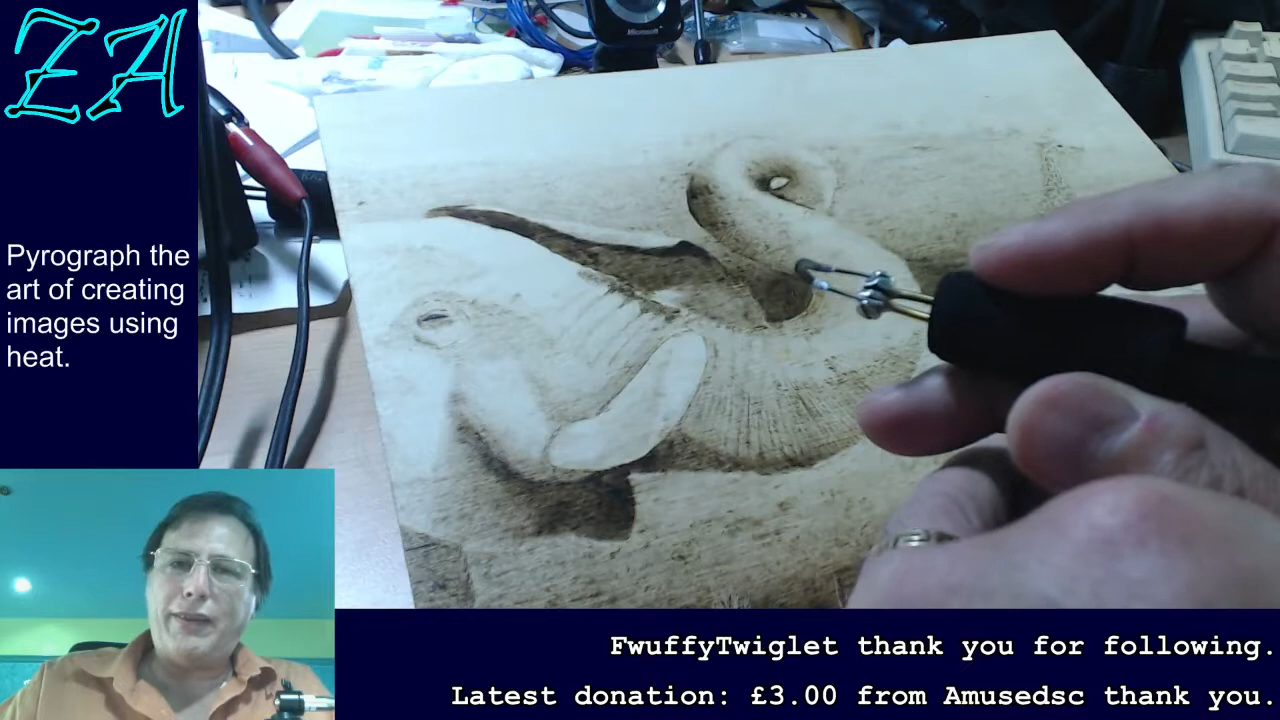 ZA
Pyrograph the
art of creating
images using
heat.
Microsoft
FwuffyTwiglet thank you for following.
Latest donation: £3.00 from Amusedsc thank you.